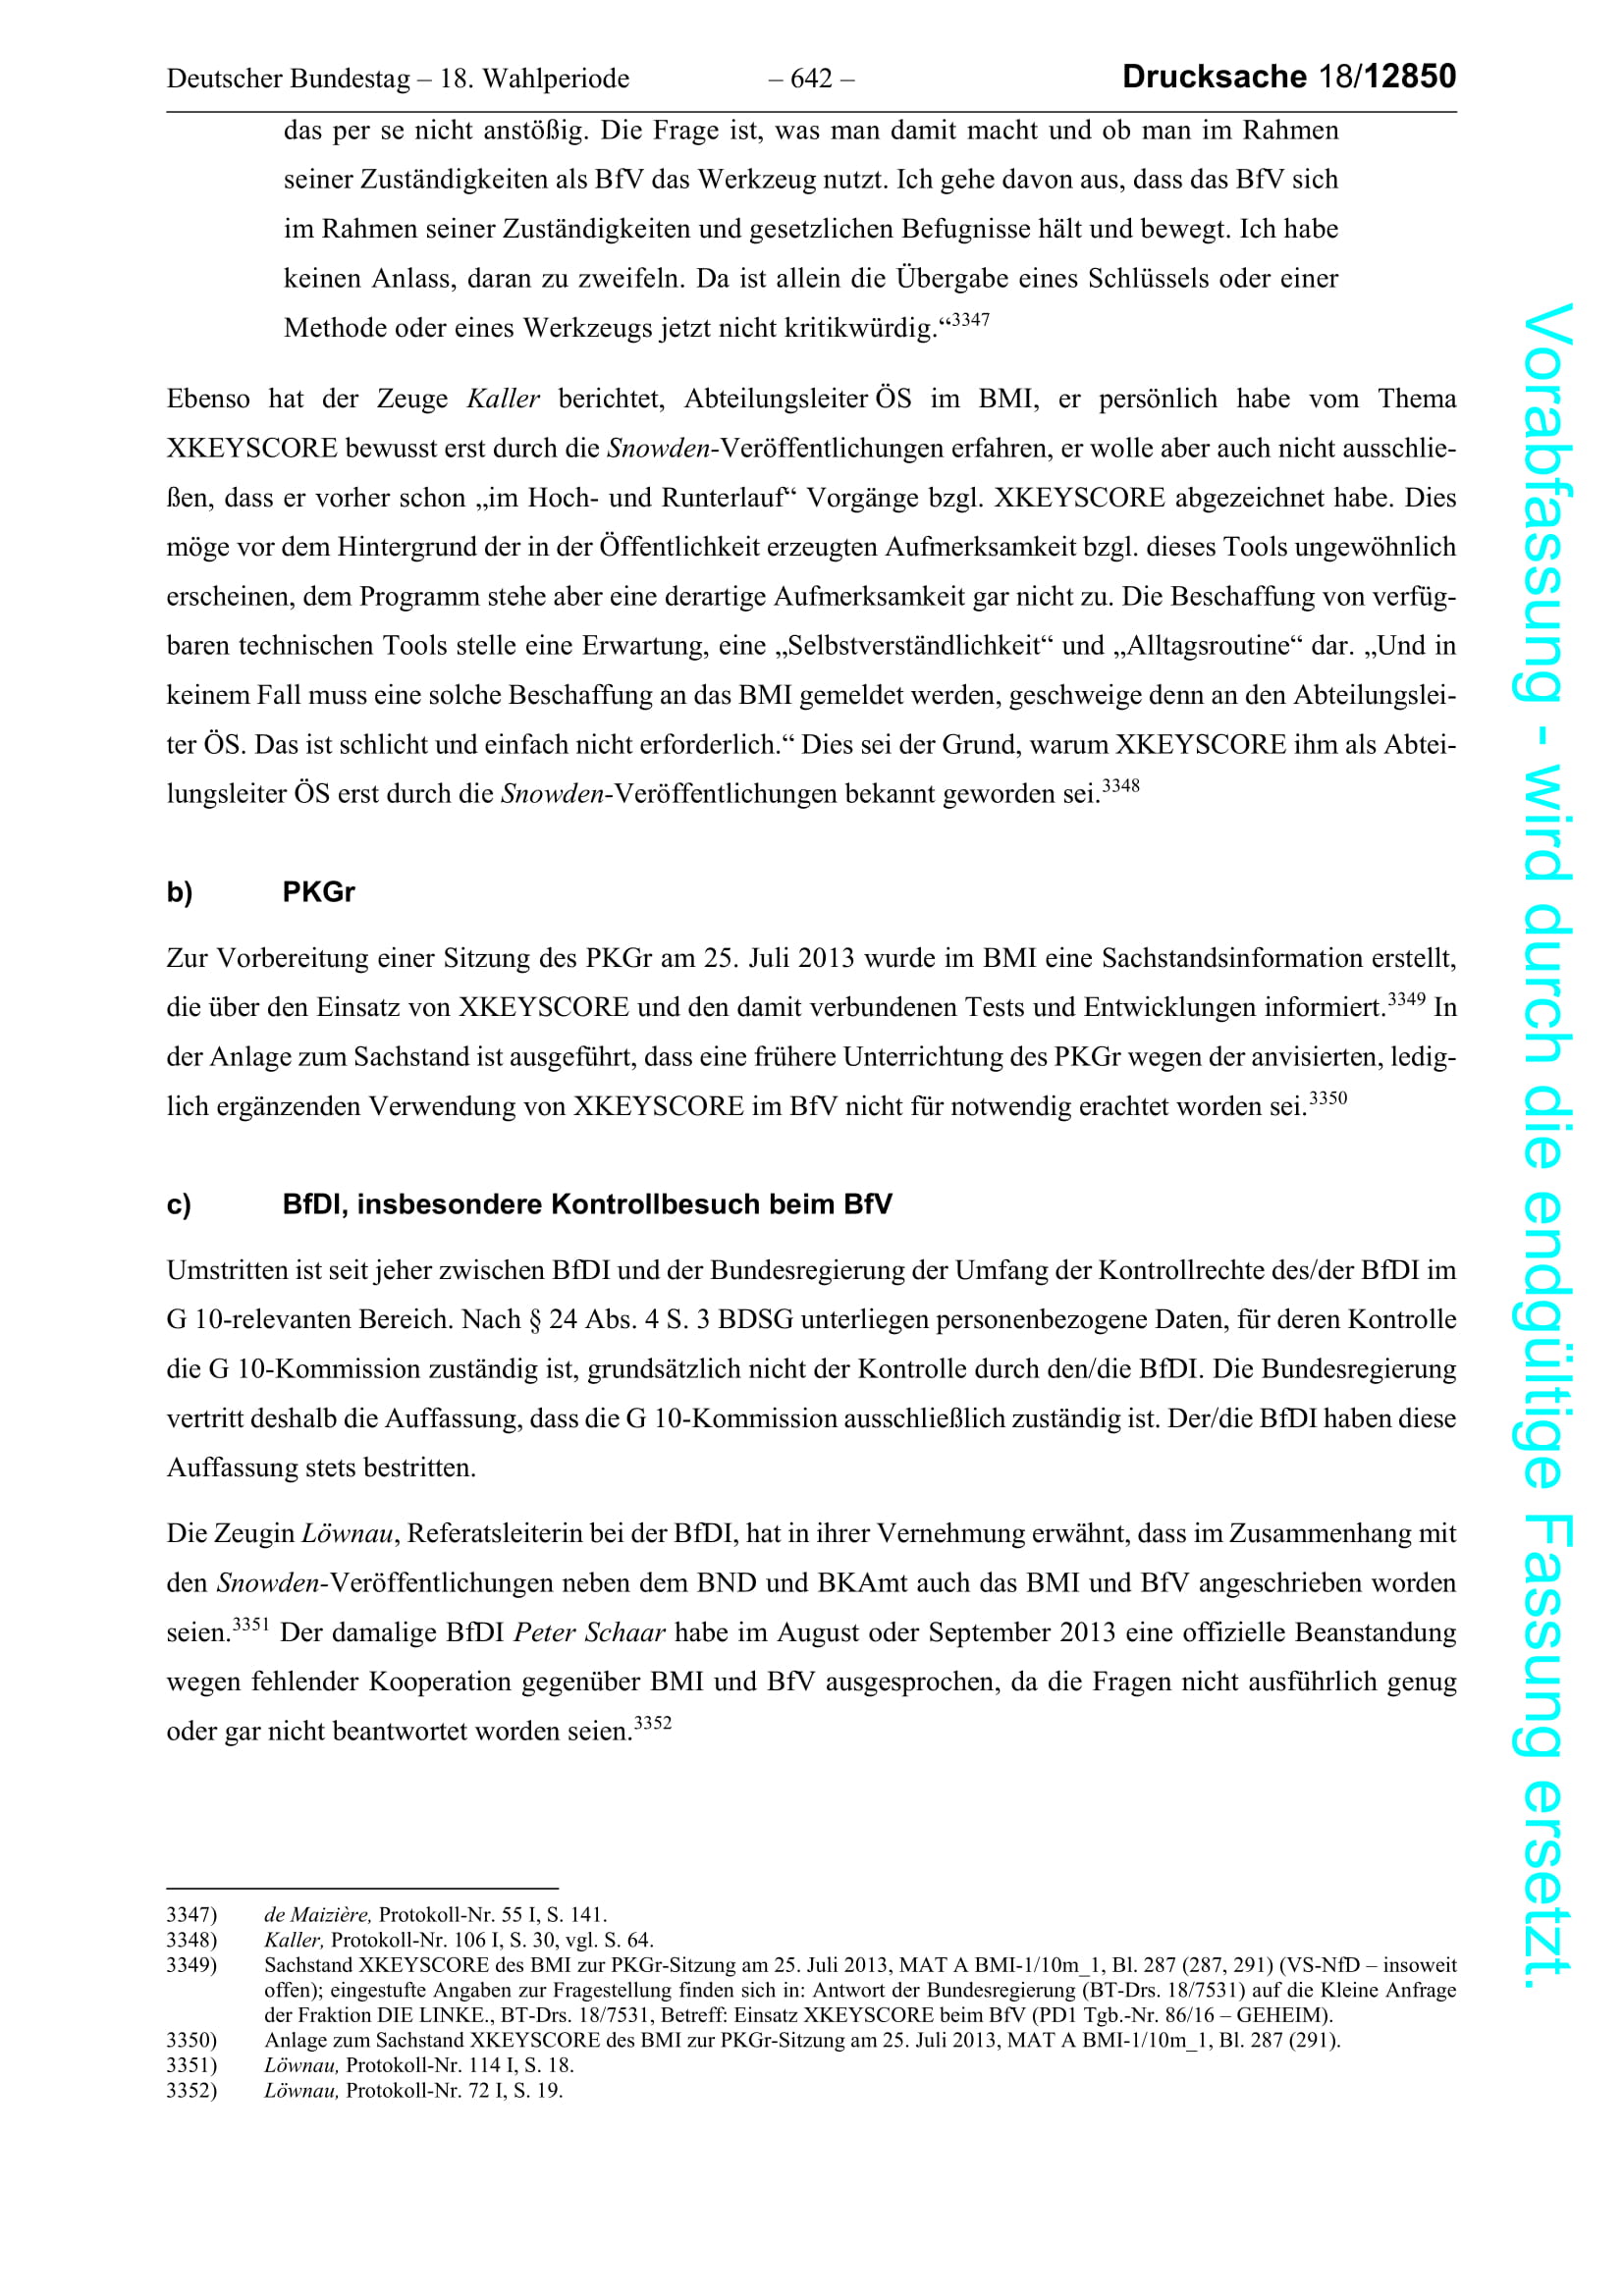 Deutscher Bundestag – 18. Wahlperiode – 642 – Drucksache 18/12850
das per se nicht anstößig. Die Frage ist, was man damit macht und ob man im Rahmen
seiner Zuständigkeiten als BfV das Werkzeug nutzt. Ich gehe davon aus, dass das BfV sich
im Rahmen seiner Zuständigkeiten und gesetzlichen Befugnisse hält und bewegt. Ich habe
keinen Anlass, daran zu zweifeln. Da ist allein die Übergabe eines Schlüssels oder einer
Methode oder eines Werkzeugs jetzt nicht kritikwürdig.“3347
Ebenso hat der Zeuge Kaller berichtet, Abteilungsleiter ÖS im BMI, er persönlich habe vom Thema
XKEYSCORE bewusst erst durch die Snowden-Veröffentlichungen erfahren, er wolle aber auch nicht ausschlie-
ßen, dass er vorher schon „im Hoch- und Runterlauf“ Vorgänge bzgl. XKEYSCORE abgezeichnet habe. Dies
möge vor dem Hintergrund der in der Öffentlichkeit erzeugten Aufmerksamkeit bzgl. dieses Tools ungewöhnlich
erscheinen, dem Programm stehe aber eine derartige Aufmerksamkeit gar nicht zu. Die Beschaffung von verfüg-
baren technischen Tools stelle eine Erwartung, eine „Selbstverständlichkeit“ und „Alltagsroutine“ dar. „Und in
keinem Fall muss eine solche Beschaffung an das BMI gemeldet werden, geschweige denn an den Abteilungslei-
ter ÖS. Das ist schlicht und einfach nicht erforderlich.“ Dies sei der Grund, warum XKEYSCORE ihm als Abtei-
lungsleiter ÖS erst durch die Snowden-Veröffentlichungen bekannt geworden sei.3348
b) PKGr
Zur Vorbereitung einer Sitzung des PKGr am 25. Juli 2013 wurde im BMI eine Sachstandsinformation erstellt,
die über den Einsatz von XKEYSCORE und den damit verbundenen Tests und Entwicklungen informiert.3349 In
der Anlage zum Sachstand ist ausgeführt, dass eine frühere Unterrichtung des PKGr wegen der anvisierten, ledig-
lich ergänzenden Verwendung von XKEYSCORE im BfV nicht für notwendig erachtet worden sei.3350
c) BfDI, insbesondere Kontrollbesuch beim BfV
Umstritten ist seit jeher zwischen BfDI und der Bundesregierung der Umfang der Kontrollrechte des/der BfDI im
G 10-relevanten Bereich. Nach § 24 Abs. 4 S. 3 BDSG unterliegen personenbezogene Daten, für deren Kontrolle
die G 10-Kommission zuständig ist, grundsätzlich nicht der Kontrolle durch den/die BfDI. Die Bundesregierung
vertritt deshalb die Auffassung, dass die G 10-Kommission ausschließlich zuständig ist. Der/die BfDI haben diese
Auffassung stets bestritten.
Die Zeugin Löwnau, Referatsleiterin bei der BfDI, hat in ihrer Vernehmung erwähnt, dass im Zusammenhang mit
den Snowden-Veröffentlichungen neben dem BND und BKAmt auch das BMI und BfV angeschrieben worden
seien.3351 Der damalige BfDI Peter Schaar habe im August oder September 2013 eine offizielle Beanstandung
wegen fehlender Kooperation gegenüber BMI und BfV ausgesprochen, da die Fragen nicht ausführlich genug
oder gar nicht beantwortet worden seien.3352
3347) de Maizière, Protokoll-Nr. 55 I, S. 141.
3348) Kaller, Protokoll-Nr. 106 I, S. 30, vgl. S. 64.
3349) Sachstand XKEYSCORE des BMI zur PKGr-Sitzung am 25. Juli 2013, MAT A BMI-1/10m_1, Bl. 287 (287, 291) (VS-NfD – insoweit
offen); eingestufte Angaben zur Fragestellung finden sich in: Antwort der Bundesregierung (BT-Drs. 18/7531) auf die Kleine Anfrage
der Fraktion DIE LINKE., BT-Drs. 18/7531, Betreff: Einsatz XKEYSCORE beim BfV (PD1 Tgb.-Nr. 86/16 – GEHEIM).
3350) Anlage zum Sachstand XKEYSCORE des BMI zur PKGr-Sitzung am 25. Juli 2013, MAT A BMI-1/10m_1, Bl. 287 (291).
3351) Löwnau, Protokoll-Nr. 114 I, S. 18.
3352) Löwnau, Protokoll-Nr. 72 I, S. 19.
Vorabfassung - wird durch die endgültige Fassung ersetzt.